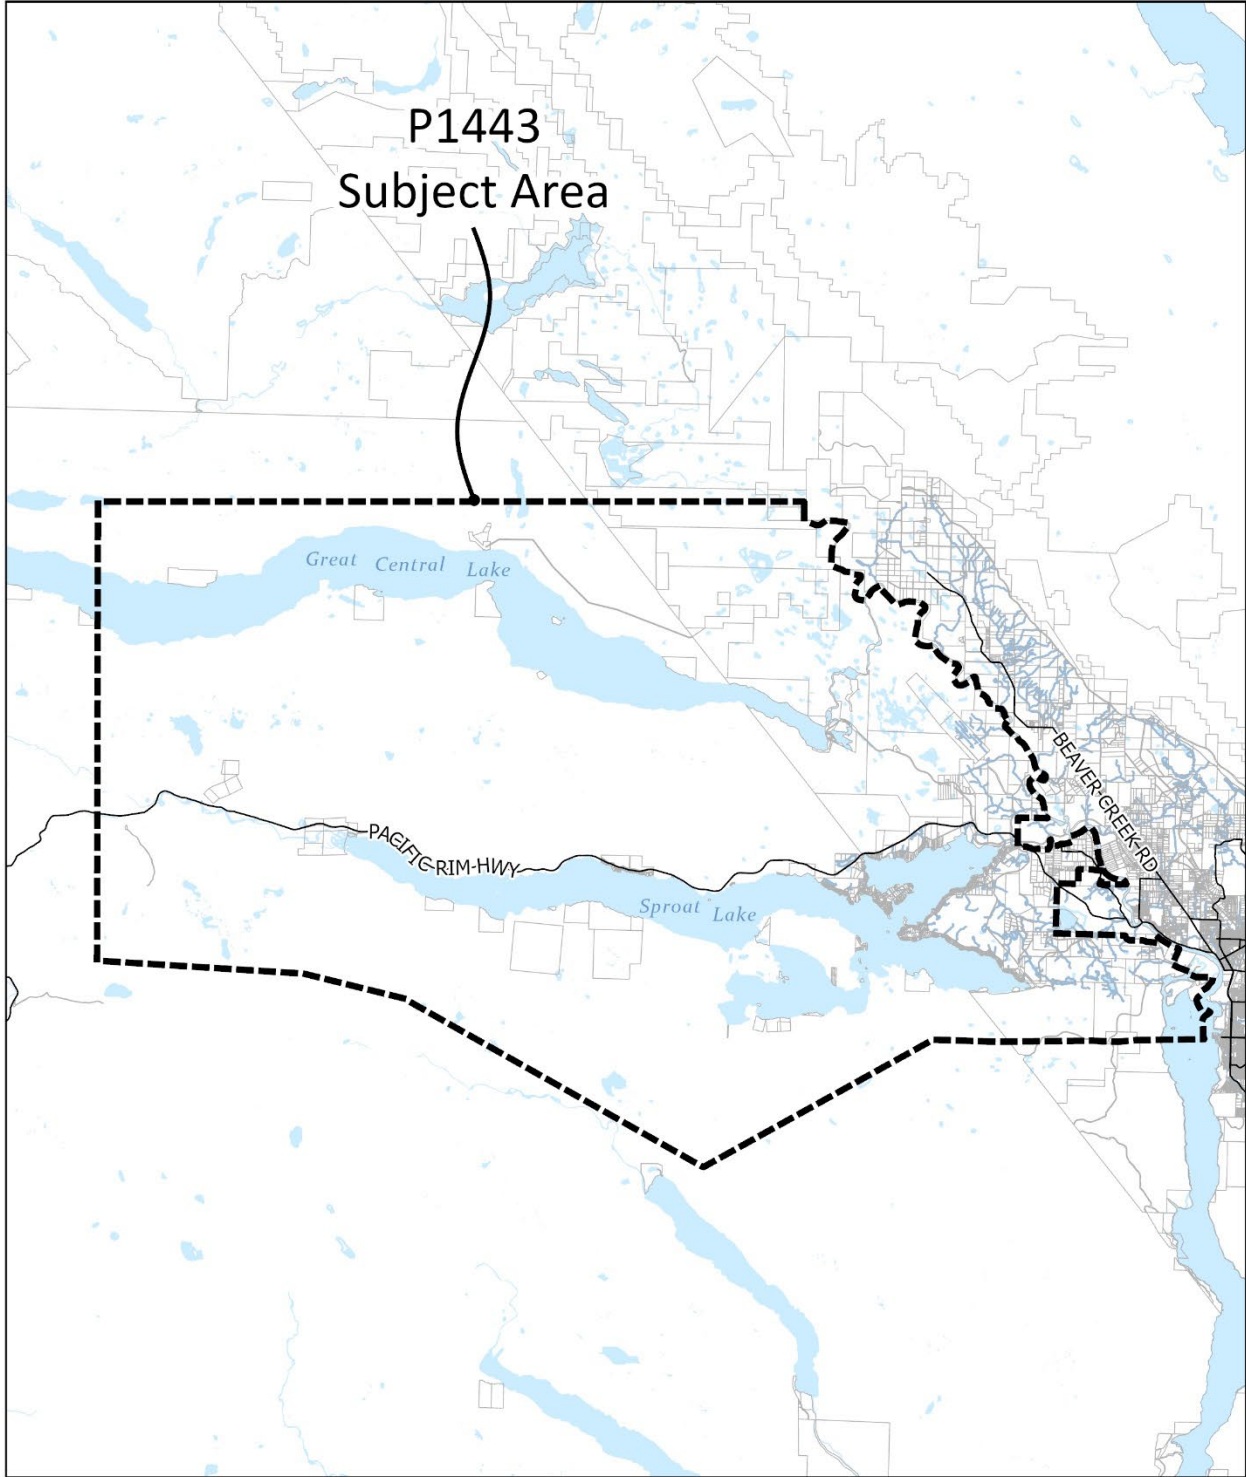 P1443
Subject Area
Great Central Lake
BEAVER-CREEK-RD
PACIFIC-RIM-HWY
Sproat Lake